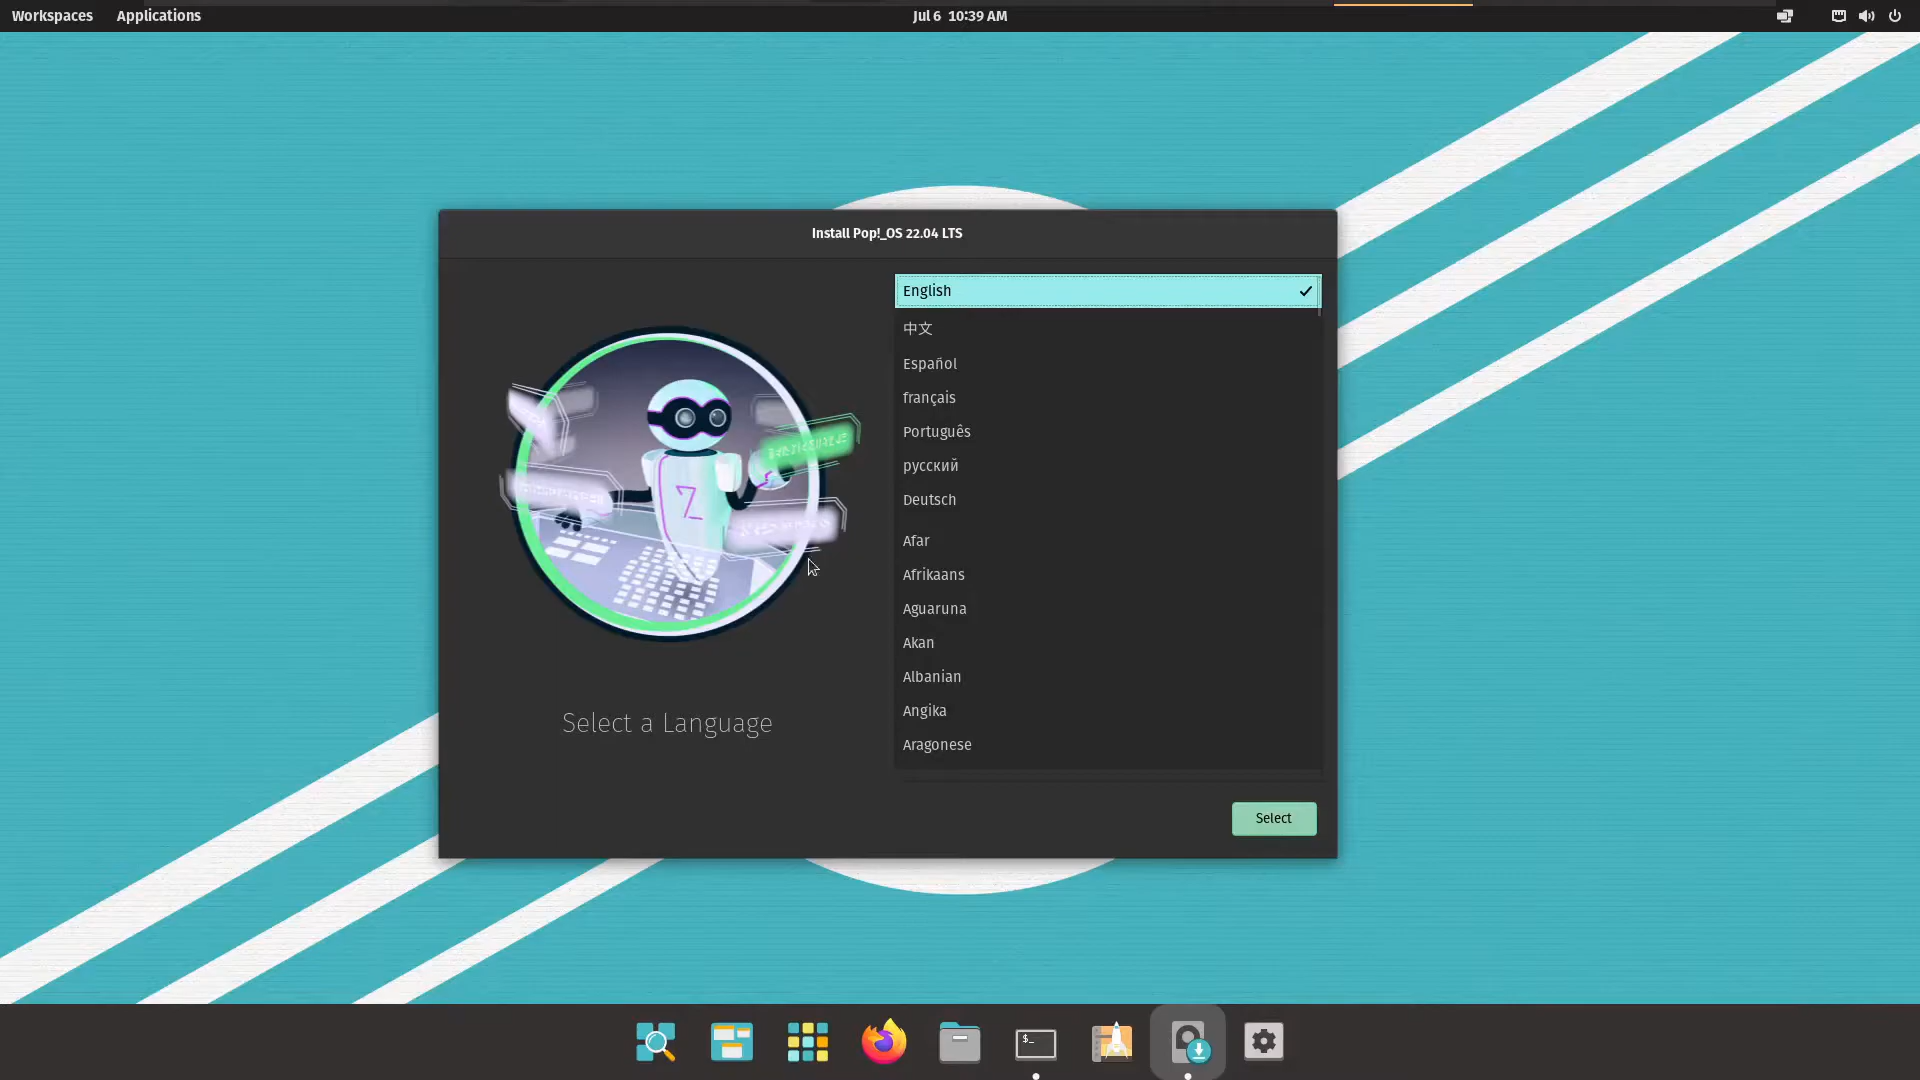 Workspaces Applications Jul 6 10:39 AM
Install Pop!_OS 22.04 LTS
English
中文
Español
français
Português
русский
Deutsch
Afar
Afrikaans
Aguaruna
Akan
Albanian
Angika
Aragonese
Z
Select a Language
Select
$_